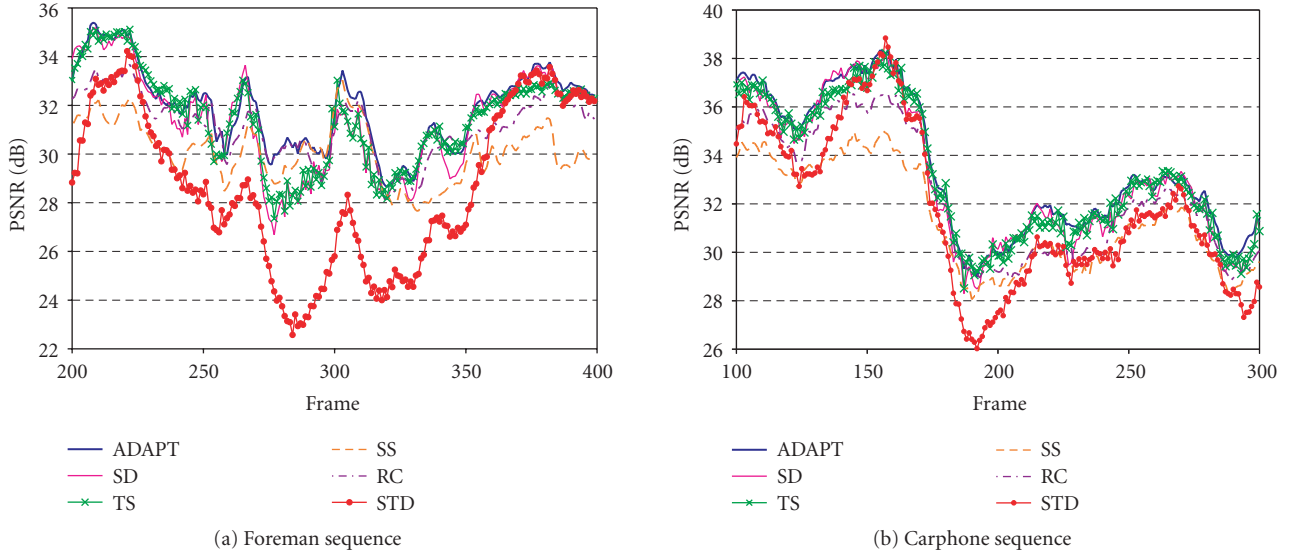 36
34
32
30
28
26
24
22
PSNR (dB)
200
250
300
350
400
Frame
ADAPT
SD
TS
SS
RC
STD
(a) Foreman sequence
40
38
36
34
32
30
28
26
PSNR (dB)
100
150
200
250
300
Frame
ADAPT
SD
TS
SS
RC
STD
(b) Carphone sequence